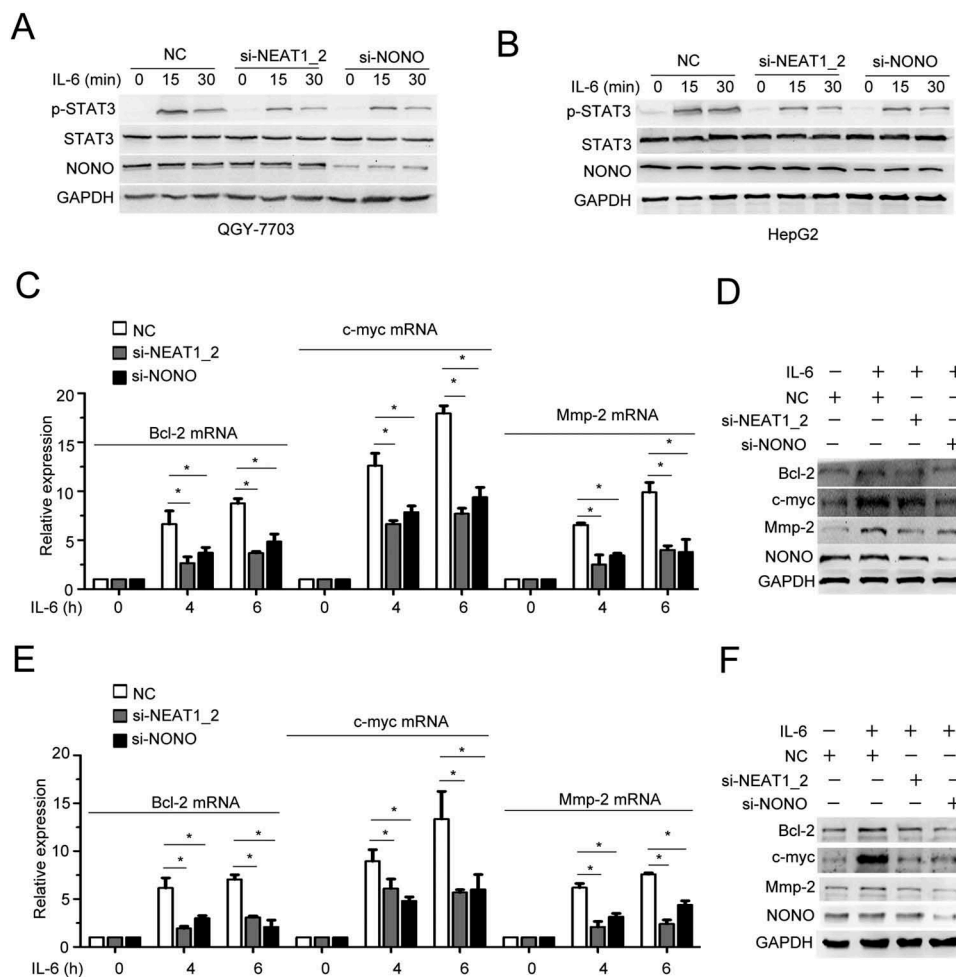 A
NC si-NEAT1_2 si-NONO
IL-6 (min) 0 15 30 0 15 30 0 15 30
p-STAT3
STAT3
NONO
GAPDH
QGY-7703
B
NC si-NEAT1_2 si-NONO
IL-6 (min) 0 15 30 0 15 30 0 15 30
p-STAT3
STAT3
NONO
GAPDH
HepG2
C
NC
si-NEAT1_2
si-NONO
Bcl-2 mRNA
c-myc mRNA
Mmp-2 mRNA
* * * *
* * * *
* * * *
Relative expression
20
15
10
5
0
IL-6 (h) 0 4 6 0 4 6 0 4 6
D
IL-6 − + + +
NC + + − −
si-NEAT1_2 − − + −
si-NONO − − − +
Bcl-2
c-myc
Mmp-2
NONO
GAPDH
E
NC
si-NEAT1_2
si-NONO
Bcl-2 mRNA
c-myc mRNA
Mmp-2 mRNA
* * * *
* * * *
* * * *
Relative expression
20
15
10
5
0
IL-6 (h) 0 4 6 0 4 6 0 4 6
F
IL-6 − + + +
NC + + − −
si-NEAT1_2 − − + −
si-NONO − − − +
Bcl-2
c-myc
Mmp-2
NONO
GAPDH